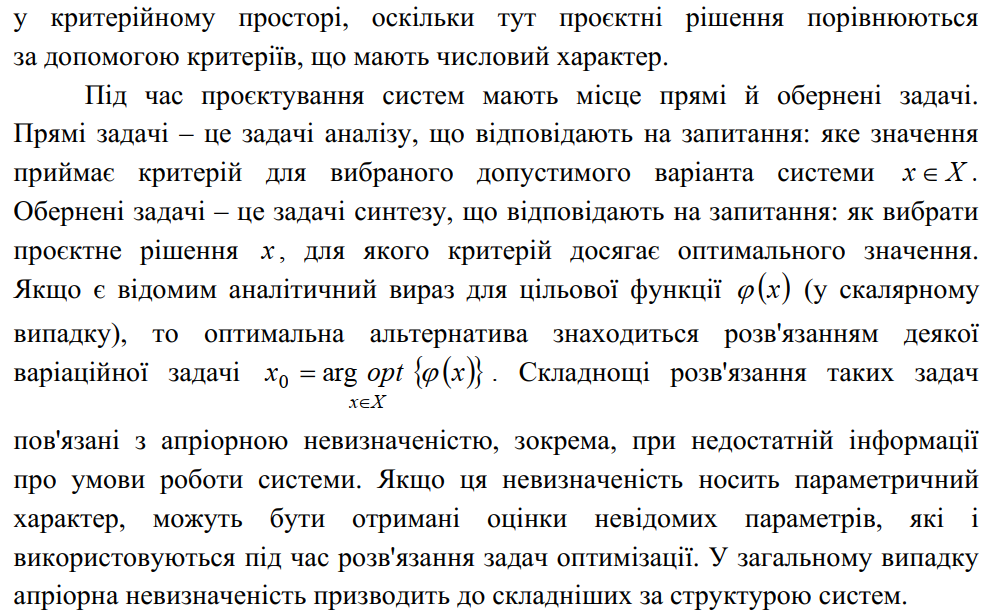 у критерійному просторі, оскільки тут проєктні рішення порівнюються
за допомогою критеріїв, що мають числовий характер.
Під час проєктування систем мають місце прямі й обернені задачі.
Прямі задачі – це задачі аналізу, що відповідають на запитання: яке значення
приймає критерій для вибраного допустимого варіанта системи x ∈ X.
Обернені задачі – це задачі синтезу, що відповідають на запитання: як вибрати
проєктне рішення x, для якого критерій досягає оптимального значення.
Якщо є відомим аналітичний вираз для цільової функції φ(x) (у скалярному
випадку), то оптимальна альтернатива знаходиться розв'язанням деякої
варіаційної задачі x₀ = arg opt {φ(x)}. Складнощі розв'язання таких задач
x∈X
пов'язані з апріорною невизначеністю, зокрема, при недостатній інформації
про умови роботи системи. Якщо ця невизначеність носить параметричний
характер, можуть бути отримані оцінки невідомих параметрів, які і
використовуються під час розв'язання задач оптимізації. У загальному випадку
апріорна невизначеність призводить до складніших за структурою систем.